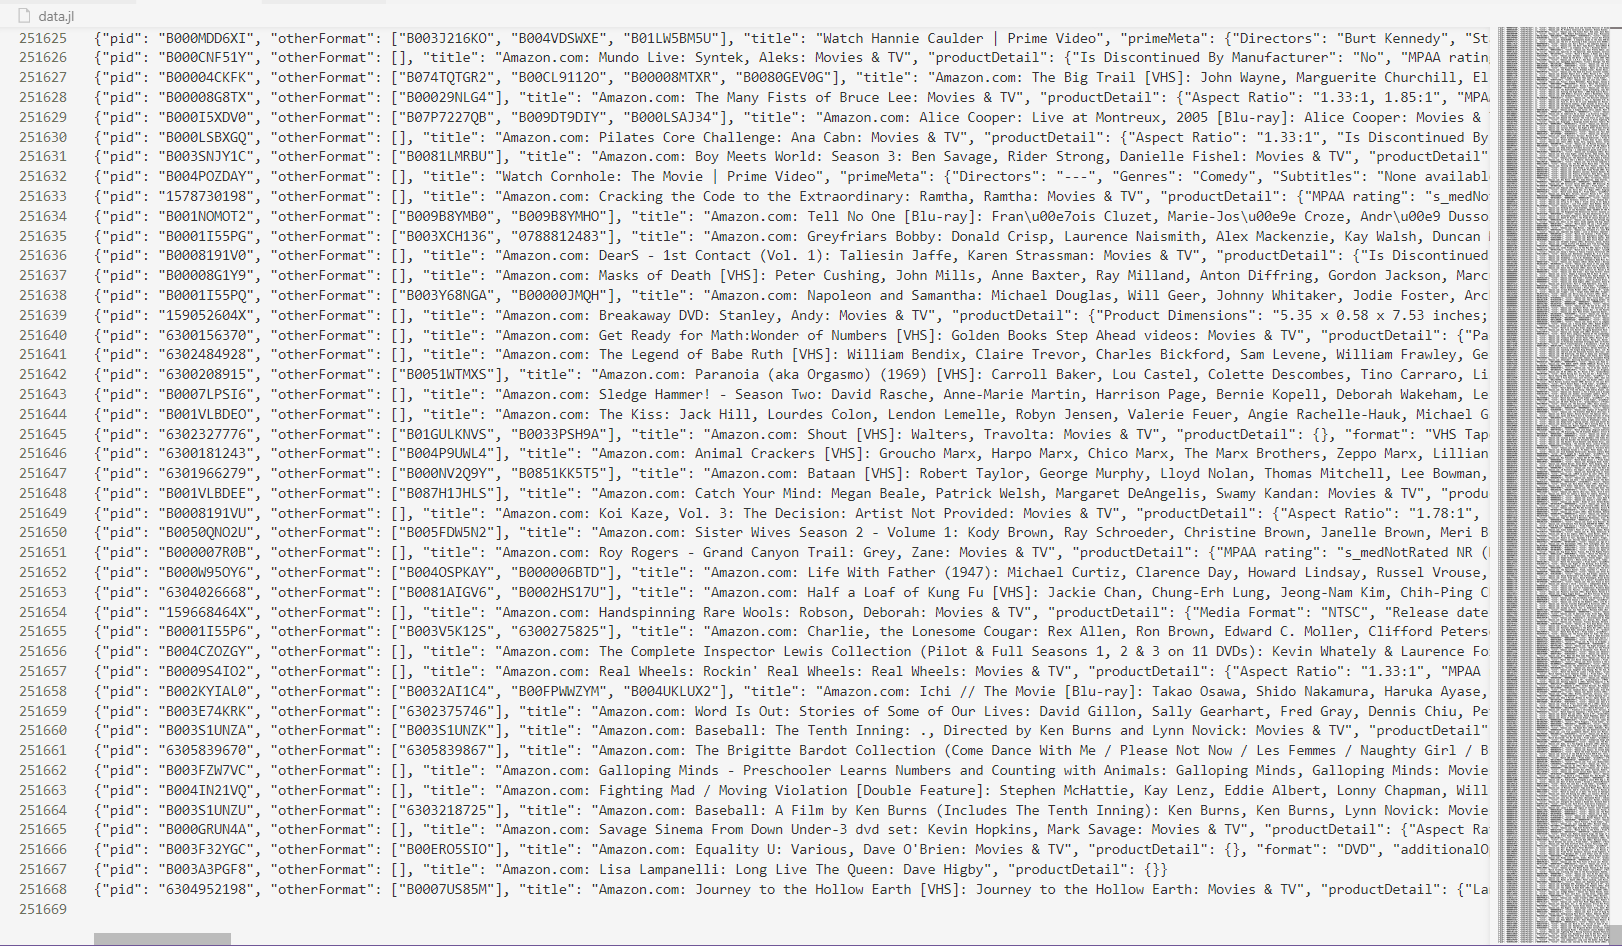 data.jl
251625 {"pid": "B000MDD6XI", "otherFormat": ["B003J216KO", "B004VDSWXE", "B01LW5BM5U"], "title": "Watch Hannie Caulder | Prime Video", "primeMeta": {"Directors": "Burt Kennedy", "St
251626 {"pid": "B000CNF51Y", "otherFormat": [], "title": "Amazon.com: Mundo Live: Syntek, Aleks: Movies & TV", "productDetail": {"Is Discontinued By Manufacturer": "No", "MPAA ratin
251627 {"pid": "B00004CKFK", "otherFormat": ["B074TQTGR2", "B00CL9112O", "B00008MTXR", "B0080GEV0G"], "title": "Amazon.com: The Big Trail [VHS]: John Wayne, Marguerite Churchill, El
251628 {"pid": "B00008G8TX", "otherFormat": ["B00029NLG4"], "title": "Amazon.com: The Many Fists of Bruce Lee: Movies & TV", "productDetail": {"Aspect Ratio": "1.33:1, 1.85:1", "MPA
251629 {"pid": "B000I5XDV0", "otherFormat": ["B07P7227QB", "B009DT9DIY", "B000LSAJ34"], "title": "Amazon.com: Alice Cooper: Live at Montreux, 2005 [Blu-ray]: Alice Cooper: Movies &
251630 {"pid": "B000LSBXGQ", "otherFormat": [], "title": "Amazon.com: Pilates Core Challenge: Ana Cabn: Movies & TV", "productDetail": {"Aspect Ratio": "1.33:1", "Is Discontinued By
251631 {"pid": "B003SNJY1C", "otherFormat": ["B0081LMRBU"], "title": "Amazon.com: Boy Meets World: Season 3: Ben Savage, Rider Strong, Danielle Fishel: Movies & TV", "productDetail"
251632 {"pid": "B004POZDAY", "otherFormat": [], "title": "Watch Cornhole: The Movie | Prime Video", "primeMeta": {"Directors": "---", "Genres": "Comedy", "Subtitles": "None availabl
251633 {"pid": "1578730198", "otherFormat": [], "title": "Amazon.com: Cracking the Code to the Extraordinary: Ramtha, Ramtha: Movies & TV", "productDetail": {"MPAA rating": "s_medNo
251634 {"pid": "B001NOMOT2", "otherFormat": ["B009B8YMB0", "B009B8YMHO"], "title": "Amazon.com: Tell No One [Blu-ray]: Fran\u00e7ois Cluzet, Marie-Jos\u00e9e Croze, Andr\u00e9 Dusso
251635 {"pid": "B0001I55PG", "otherFormat": ["B003XCH136", "0788812483"], "title": "Amazon.com: Greyfriars Bobby: Donald Crisp, Laurence Naismith, Alex Mackenzie, Kay Walsh, Duncan
251636 {"pid": "B0008191V0", "otherFormat": [], "title": "Amazon.com: DearS - 1st Contact (Vol. 1): Taliesin Jaffe, Karen Strassman: Movies & TV", "productDetail": {"Is Discontinued
251637 {"pid": "B00008G1Y9", "otherFormat": [], "title": "Amazon.com: Masks of Death [VHS]: Peter Cushing, John Mills, Anne Baxter, Ray Milland, Anton Diffring, Gordon Jackson, Marc
251638 {"pid": "B0001I55PQ", "otherFormat": ["B003Y68NGA", "B00000JMQH"], "title": "Amazon.com: Napoleon and Samantha: Michael Douglas, Will Geer, Johnny Whitaker, Jodie Foster, Arc
251639 {"pid": "159052604X", "otherFormat": [], "title": "Amazon.com: Breakaway DVD: Stanley, Andy: Movies & TV", "productDetail": {"Product Dimensions": "5.35 x 0.58 x 7.53 inches;
251640 {"pid": "6300156370", "otherFormat": [], "title": "Amazon.com: Get Ready for Math:Wonder of Numbers [VHS]: Golden Books Step Ahead videos: Movies & TV", "productDetail": {"Pa
251641 {"pid": "6302484928", "otherFormat": [], "title": "Amazon.com: The Legend of Babe Ruth [VHS]: William Bendix, Claire Trevor, Charles Bickford, Sam Levene, William Frawley, Ge
251642 {"pid": "6300208915", "otherFormat": ["B0051WTMXS"], "title": "Amazon.com: Paranoia (aka Orgasmo) (1969) [VHS]: Carroll Baker, Lou Castel, Colette Descombes, Tino Carraro, Li
251643 {"pid": "B0007LPSI6", "otherFormat": [], "title": "Amazon.com: Sledge Hammer! - Season Two: David Rasche, Anne-Marie Martin, Harrison Page, Bernie Kopell, Deborah Wakeham, Le
251644 {"pid": "B001VLBDEO", "otherFormat": [], "title": "Amazon.com: The Kiss: Jack Hill, Lourdes Colon, Lendon Lemelle, Robyn Jensen, Valerie Feuer, Angie Rachelle-Hauk, Michael G
251645 {"pid": "6302327776", "otherFormat": ["B01GULKNVS", "B0033PSH9A"], "title": "Amazon.com: Shout [VHS]: Walters, Travolta: Movies & TV", "productDetail": {}, "format": "VHS Tap
251646 {"pid": "6300181243", "otherFormat": ["B004P9UWL4"], "title": "Amazon.com: Animal Crackers [VHS]: Groucho Marx, Harpo Marx, Chico Marx, The Marx Brothers, Zeppo Marx, Lillian
251647 {"pid": "6301966279", "otherFormat": ["B000NV2Q9Y", "B0851KK5T5"], "title": "Amazon.com: Bataan [VHS]: Robert Taylor, George Murphy, Lloyd Nolan, Thomas Mitchell, Lee Bowman,
251648 {"pid": "B001VLBDEE", "otherFormat": ["B087H1JHLS"], "title": "Amazon.com: Catch Your Mind: Megan Beale, Patrick Welsh, Margaret DeAngelis, Swamy Kandan: Movies & TV", "produ
251649 {"pid": "B0008191VU", "otherFormat": [], "title": "Amazon.com: Koi Kaze, Vol. 3: The Decision: Artist Not Provided: Movies & TV", "productDetail": {"Aspect Ratio": "1.78:1",
251650 {"pid": "B0050QNO2U", "otherFormat": ["B005FDW5N2"], "title": "Amazon.com: Sister Wives Season 2 - Volume 1: Kody Brown, Ray Schroeder, Christine Brown, Janelle Brown, Meri B
251651 {"pid": "B000007R0B", "otherFormat": [], "title": "Amazon.com: Roy Rogers - Grand Canyon Trail: Grey, Zane: Movies & TV", "productDetail": {"MPAA rating": "s_medNotRated NR (
251652 {"pid": "B000W95OY6", "otherFormat": ["B004OSPKAY", "B000006BTD"], "title": "Amazon.com: Life With Father (1947): Michael Curtiz, Clarence Day, Howard Lindsay, Russel Vrouse,
251653 {"pid": "6304026668", "otherFormat": ["B0081AIGV6", "B0002HS17U"], "title": "Amazon.com: Half a Loaf of Kung Fu [VHS]: Jackie Chan, Chung-Erh Lung, Jeong-Nam Kim, Chih-Ping C
251654 {"pid": "159668464X", "otherFormat": [], "title": "Amazon.com: Handspinning Rare Wools: Robson, Deborah: Movies & TV", "productDetail": {"Media Format": "NTSC", "Release date
251655 {"pid": "B0001I55P6", "otherFormat": ["B003V5K12S", "6300275825"], "title": "Amazon.com: Charlie, the Lonesome Cougar: Rex Allen, Ron Brown, Edward C. Moller, Clifford Peters
251656 {"pid": "B004CZOZGY", "otherFormat": [], "title": "Amazon.com: The Complete Inspector Lewis Collection (Pilot & Full Seasons 1, 2 & 3 on 11 DVDs): Kevin Whately & Laurence Fo
251657 {"pid": "B0009S4IO2", "otherFormat": [], "title": "Amazon.com: Real Wheels: Rockin' Real Wheels: Real Wheels: Movies & TV", "productDetail": {"Aspect Ratio": "1.33:1", "MPAA
251658 {"pid": "B002KYIAL0", "otherFormat": ["B0032AI1C4", "B00FPWWZYM", "B004UKLUX2"], "title": "Amazon.com: Ichi // The Movie [Blu-ray]: Takao Osawa, Shido Nakamura, Haruka Ayase,
251659 {"pid": "B003E74KRK", "otherFormat": ["6302375746"], "title": "Amazon.com: Word Is Out: Stories of Some of Our Lives: David Gillon, Sally Gearhart, Fred Gray, Dennis Chiu, Pe
251660 {"pid": "B003S1UNZA", "otherFormat": ["B003S1UNZK"], "title": "Amazon.com: Baseball: The Tenth Inning: ., Directed by Ken Burns and Lynn Novick: Movies & TV", "productDetail"
251661 {"pid": "6305839670", "otherFormat": ["6305839867"], "title": "Amazon.com: The Brigitte Bardot Collection (Come Dance With Me / Please Not Now / Les Femmes / Naughty Girl / B
251662 {"pid": "B003FZW7VC", "otherFormat": [], "title": "Amazon.com: Galloping Minds - Preschooler Learns Numbers and Counting with Animals: Galloping Minds, Galloping Minds: Movie
251663 {"pid": "B004IN21VQ", "otherFormat": [], "title": "Amazon.com: Fighting Mad / Moving Violation [Double Feature]: Stephen McHattie, Kay Lenz, Eddie Albert, Lonny Chapman, Will
251664 {"pid": "B003S1UNZU", "otherFormat": ["6303218725"], "title": "Amazon.com: Baseball: A Film by Ken Burns (Includes The Tenth Inning): Ken Burns, Ken Burns, Lynn Novick: Movie
251665 {"pid": "B000GRUN4A", "otherFormat": [], "title": "Amazon.com: Savage Sinema From Down Under-3 dvd set: Kevin Hopkins, Mark Savage: Movies & TV", "productDetail": {"Aspect Ra
251666 {"pid": "B003F32YGC", "otherFormat": ["B00ERO5SIO"], "title": "Amazon.com: Equality U: Various, Dave O'Brien: Movies & TV", "productDetail": {}, "format": "DVD", "additionalO
251667 {"pid": "B003A3PGF8", "otherFormat": [], "title": "Amazon.com: Lisa Lampanelli: Long Live The Queen: Dave Higby", "productDetail": {}}
251668 {"pid": "6304952198", "otherFormat": ["B0007US85M"], "title": "Amazon.com: Journey to the Hollow Earth [VHS]: Journey to the Hollow Earth: Movies & TV", "productDetail": {"La
251669